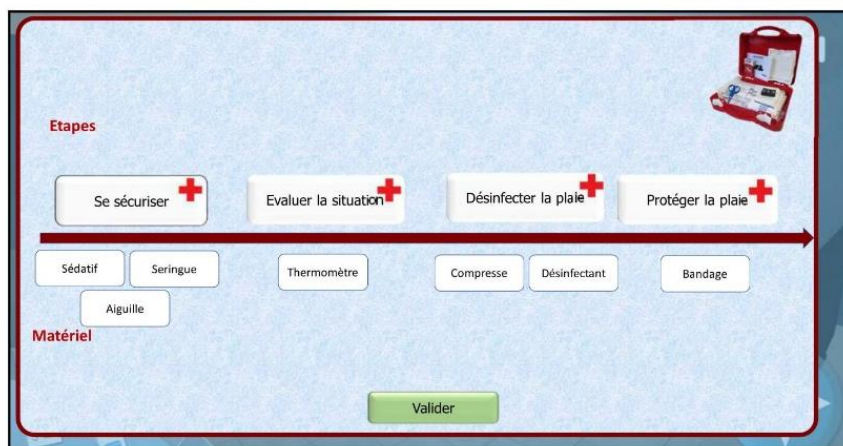 Etapes
Se sécuriser
Evaluer la situation
Désinfecter la plaie
Protéger la plaie
Sédatif
Seringue
Thermomètre
Compresse
Désinfectant
Bandage
Aiguille
Matériel
Valider